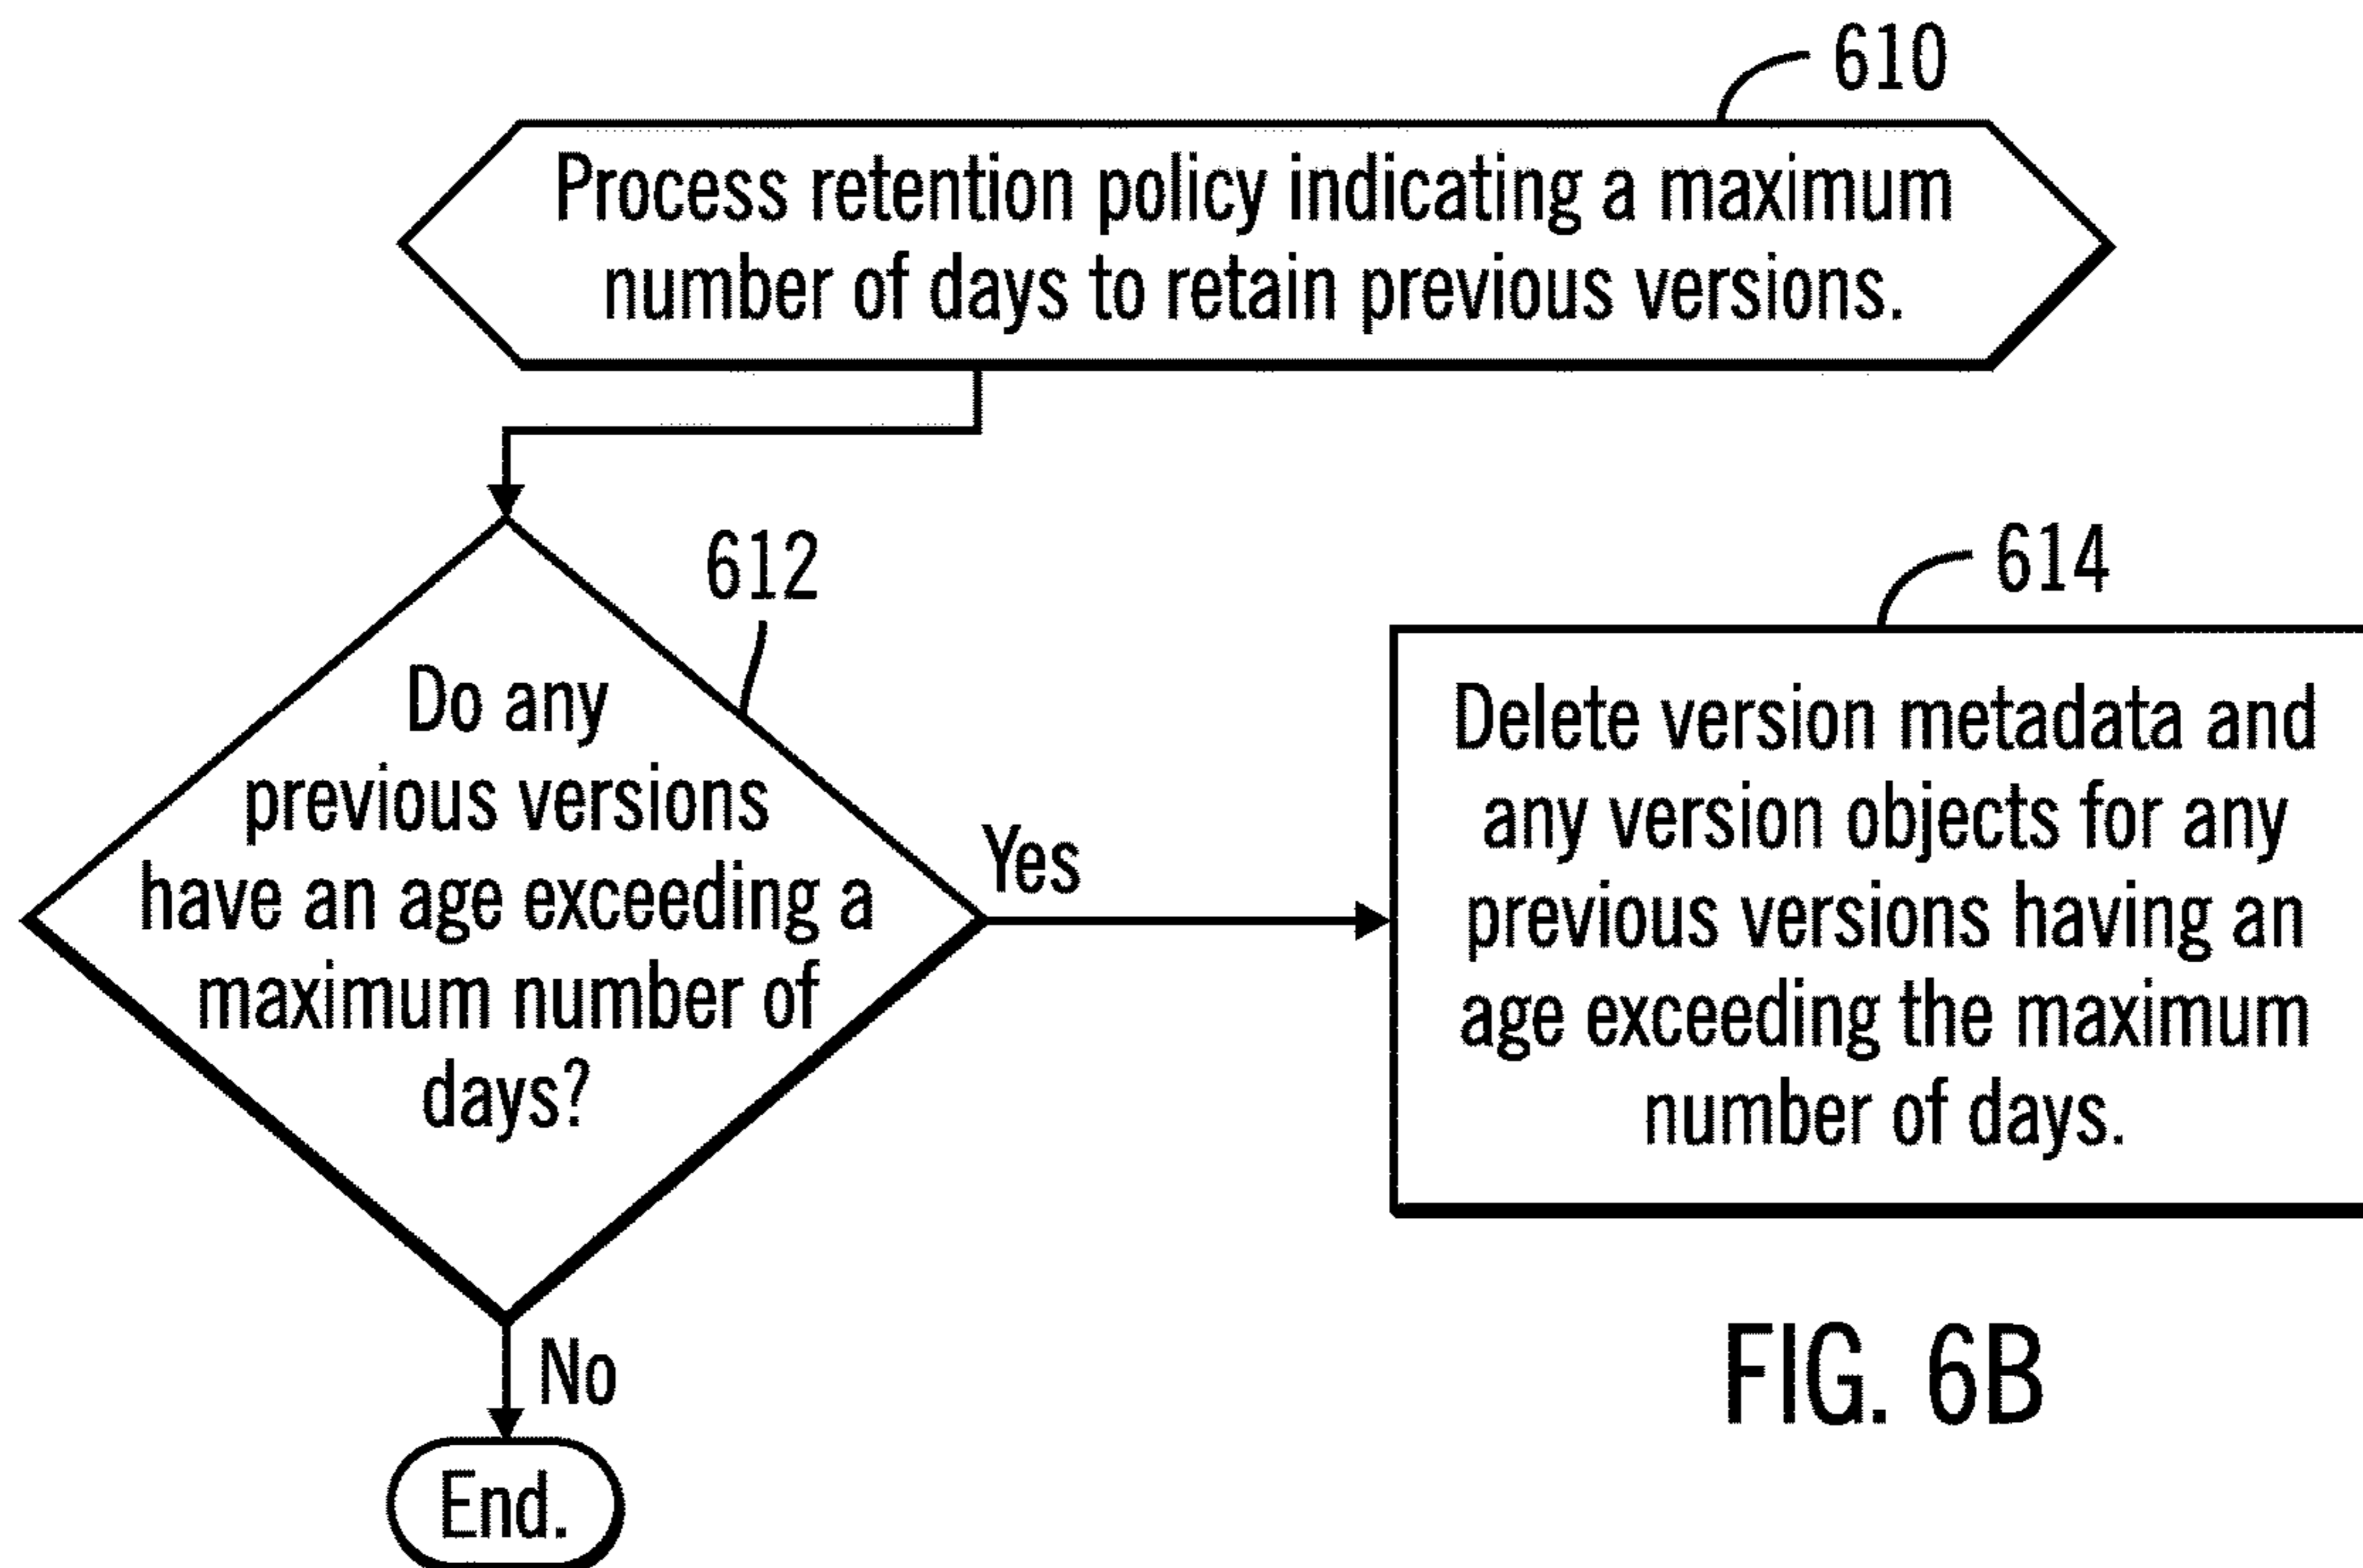 610
Process retention policy indicating a maximum
number of days to retain previous versions.
612
Do any
previous versions
have an age exceeding a
maximum number of
days?
Yes
614
Delete version metadata and
any version objects for any
previous versions having an
age exceeding the maximum
number of days.
No
End.
FIG. 6B